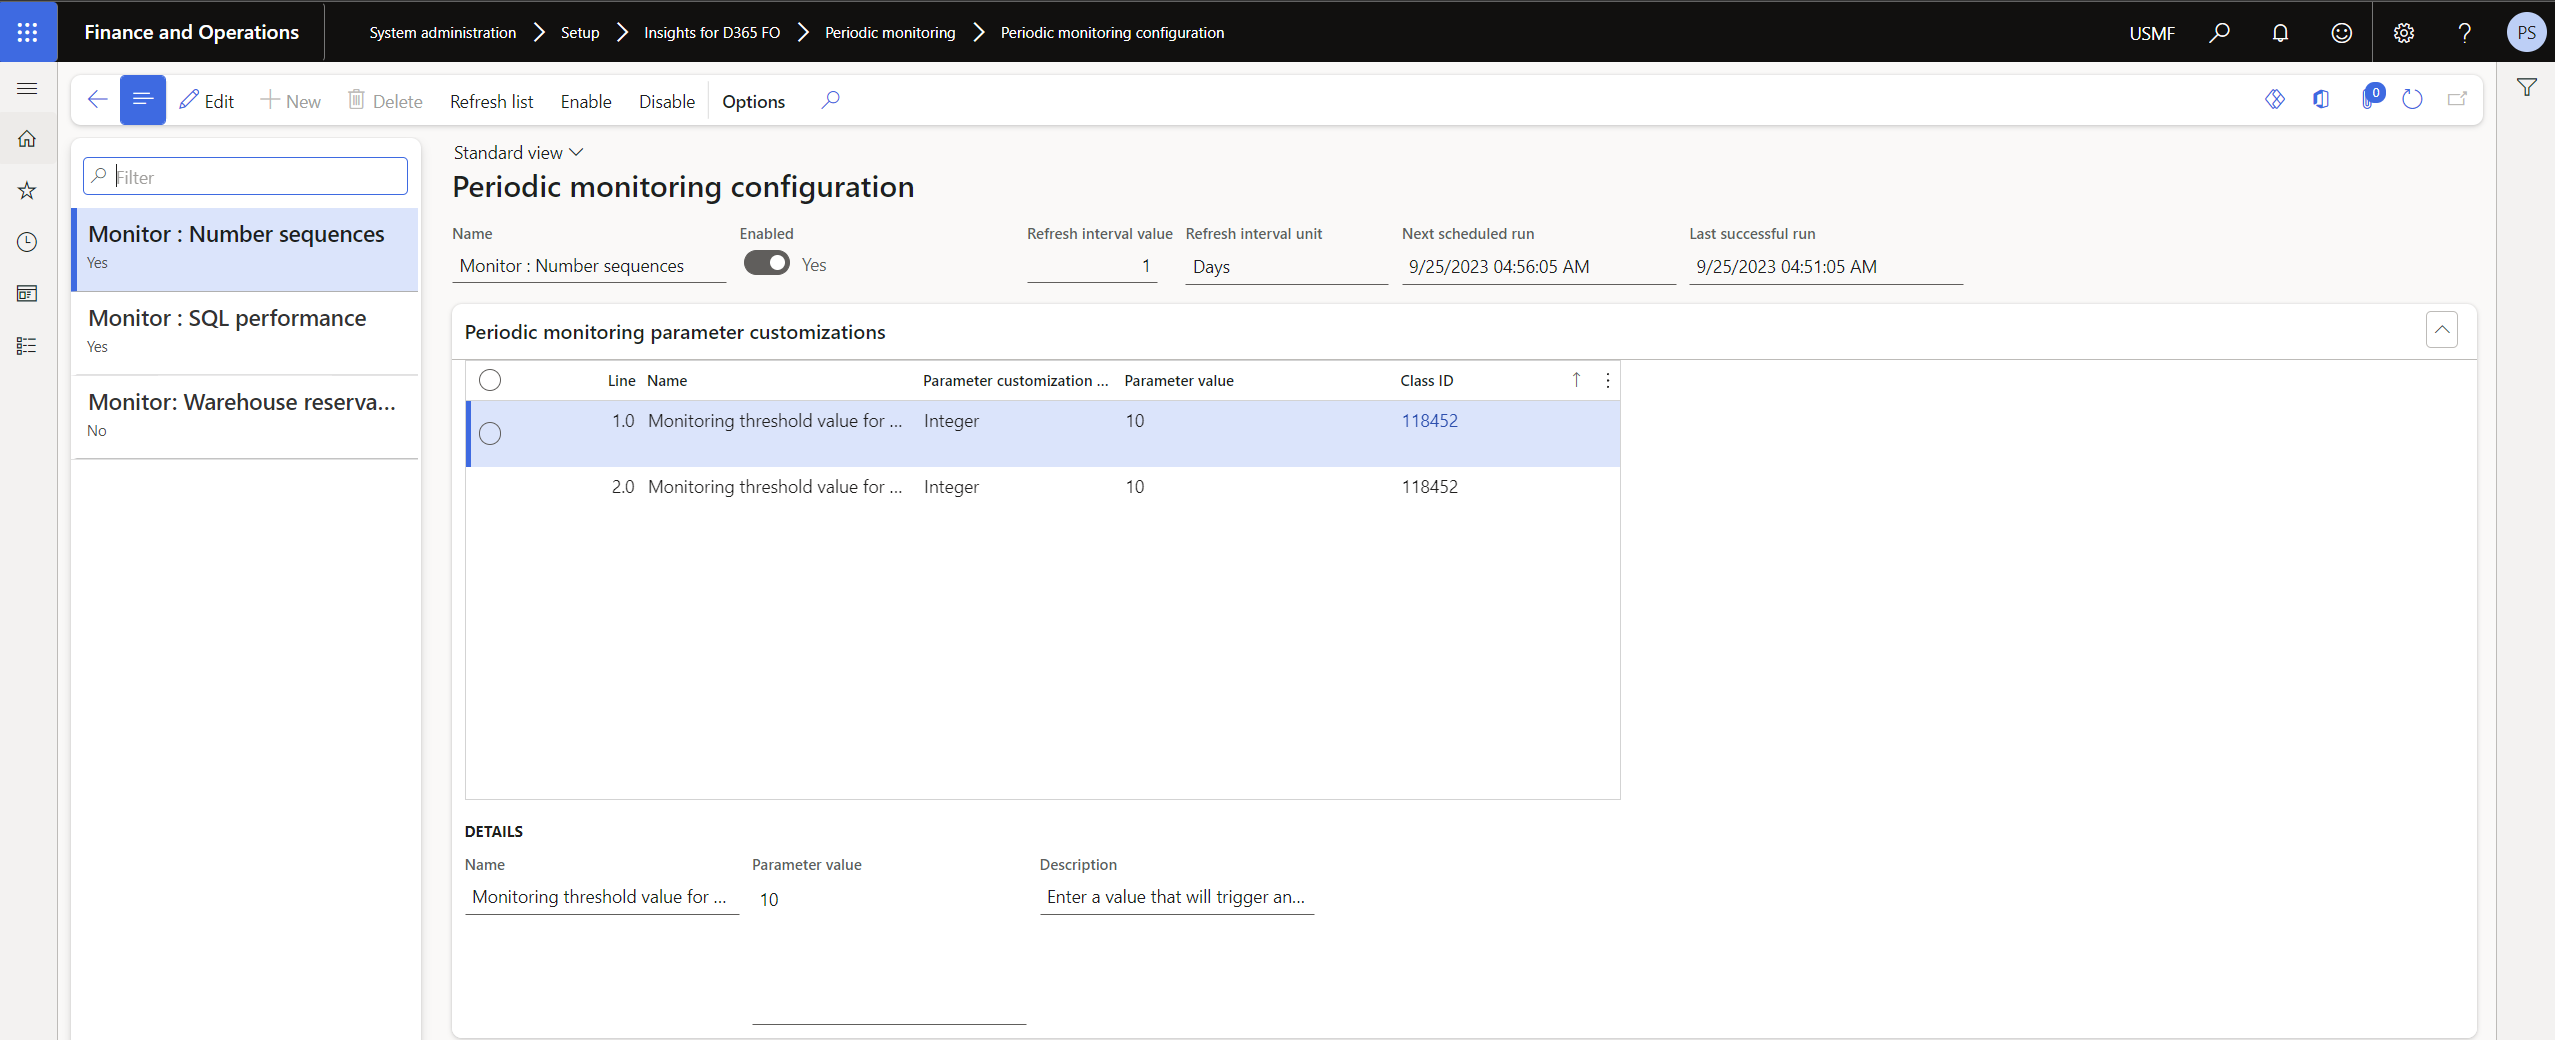 Finance and Operations
System administration Setup Insights for D365 FO Periodic monitoring Periodic monitoring configuration
USMF ? PS
Edit New Delete Refresh list Enable Disable Options 0
Filter
Monitor : Number sequences
Yes
Monitor : SQL performance
Yes
Monitor: Warehouse reserva...
No
Standard view
Periodic monitoring configuration
Name Enabled Refresh interval value Refresh interval unit Next scheduled run Last successful run
Monitor : Number sequences Yes 1 Days 9/25/2023 04:56:05 AM 9/25/2023 04:51:05 AM
Periodic monitoring parameter customizations
Line Name Parameter customization ... Parameter value Class ID
1.0 Monitoring threshold value for ... Integer 10 118452
2.0 Monitoring threshold value for ... Integer 10 118452
DETAILS
Name Parameter value Description
Monitoring threshold value for ... 10 Enter a value that will trigger an...